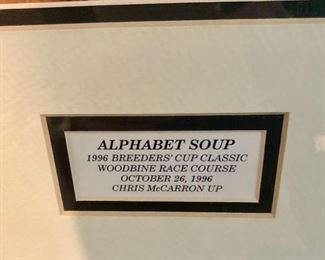 ALPHABET SOUP
1996 BREEDERS' CUP CLASSIC
WOODBINE RACE COURSE
OCTOBER 26, 1996
CHRIS McCARRON UP